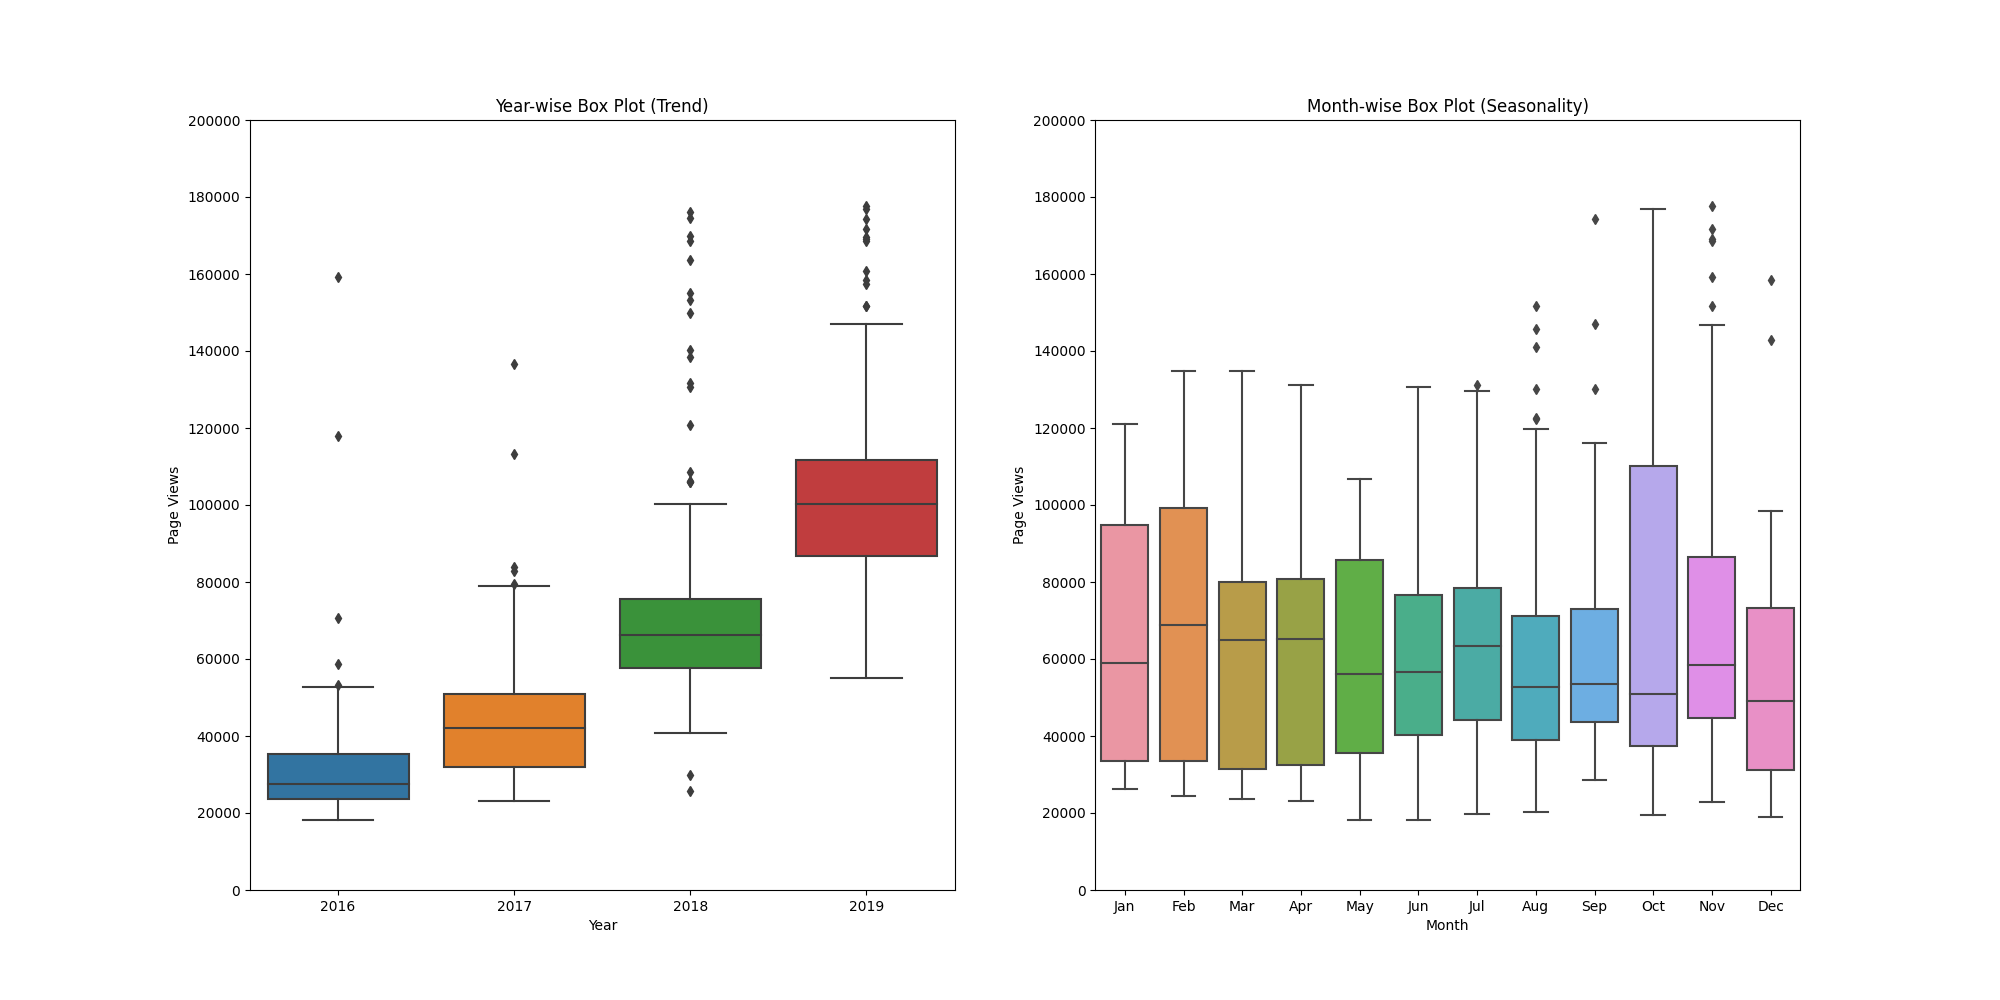 Year-wise Box Plot (Trend)
200000
180000
160000
140000
120000
100000
80000
60000
40000
20000
0
Page Views
2016 2017 2018 2019
Year
Month-wise Box Plot (Seasonality)
200000
180000
160000
140000
120000
100000
80000
60000
40000
20000
0
Page Views
Jan Feb Mar Apr May Jun Jul Aug Sep Oct Nov Dec
Month